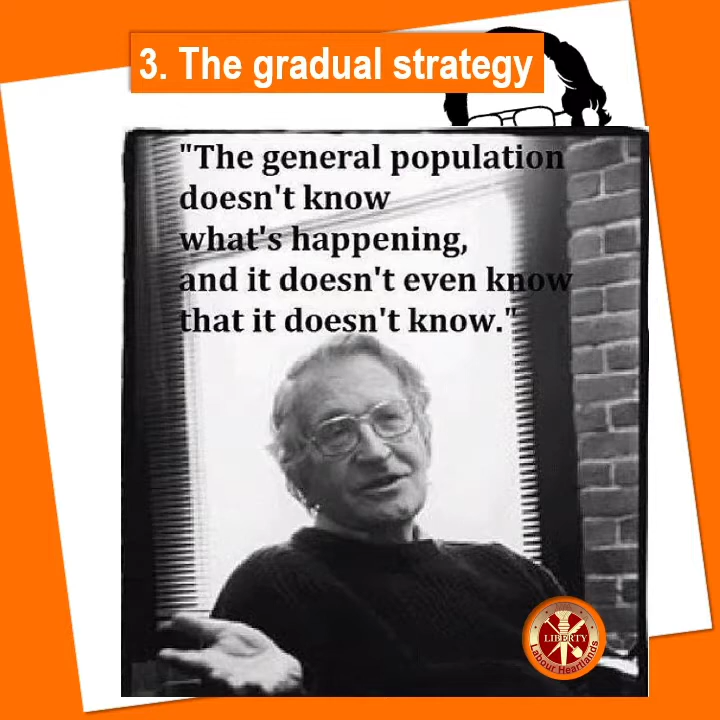 3. The gradual strategy
"The general population
doesn't know
what's happening,
and it doesn't even know
that it doesn't know."
LIBERTY
Labour Heartlands